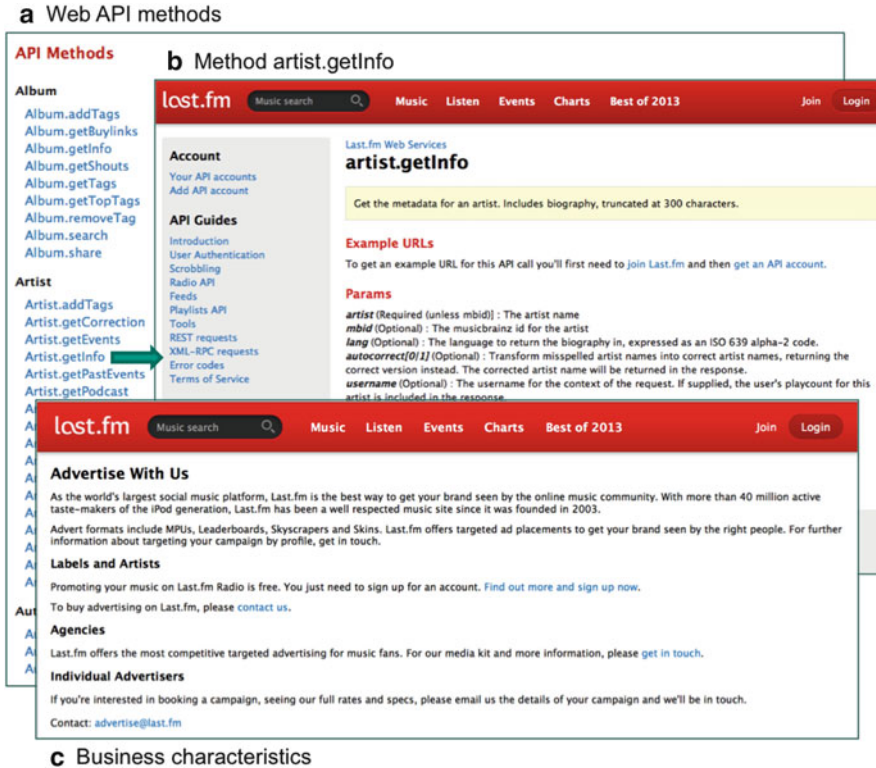 a Web API methods
API Methods
Album
Album.addTags
Album.getBuylinks
Album.getInfo
Album.getShouts
Album.getTags
Album.getTopTags
Album.removeTag
Album.search
Album.share
Artist
Artist.addTags
Artist.getCorrection
Artist.getEvents
Artist.getInfo
Artist.getPastEvents
Artist.getPodcast
b Method artist.getInfo
last.fm Music search Music Listen Events Charts Best of 2013 Join Login
Account
Your API accounts
Add API account
API Guides
Introduction
User Authentication
Scrobbling
Radio API
Feeds
Playlists API
Tools
REST requests
XML-RPC requests
Error codes
Terms of Service
Last.fm Web Services
artist.getInfo
Get the metadata for an artist. Includes biography, truncated at 300 characters.
Example URLs
To get an example URL for this API call you'll first need to join Last.fm and then get an API account.
Params
artist (Required (unless mbid)] : The artist name
mbid (Optional) : The musicbrainz id for the artist
lang (Optional) : The language to return the biography in, expressed as an ISO 639 alpha-2 code.
autocorrect[0|1] (Optional) : Transform misspelled artist names into correct artist names, returning the
correct version instead. The corrected artist name will be returned in the response.
username (Optional) : The username for the context of the request. If supplied, the user's playcount for this
artist is included in the response.
last.fm Music search Music Listen Events Charts Best of 2013 Join Login
Advertise With Us
As the world's largest social music platform, Last.fm is the best way to get your brand seen by the online music community. With more than 40 million active
taste-makers of the iPod generation, Last.fm has been a well respected music site since it was founded in 2003.
Advert formats include MPUs, Leaderboards, Skyscrapers and Skins. Last.fm offers targeted ad placements to get your brand seen by the right people. For further
information about targeting your campaign by profile, get in touch.
Labels and Artists
Promoting your music on Last.fm Radio is free. You just need to sign up for an account. Find out more and sign up now.
To buy advertising on Last.fm, please contact us.
Agencies
Last.fm offers the most competitive targeted advertising for music fans. For our media kit and more information, please get in touch.
Individual Advertisers
If you're interested in booking a campaign, seeing our full rates and specs, please email us the details of your campaign and we'll be in touch.
Contact: advertise@last.fm
c Business characteristics